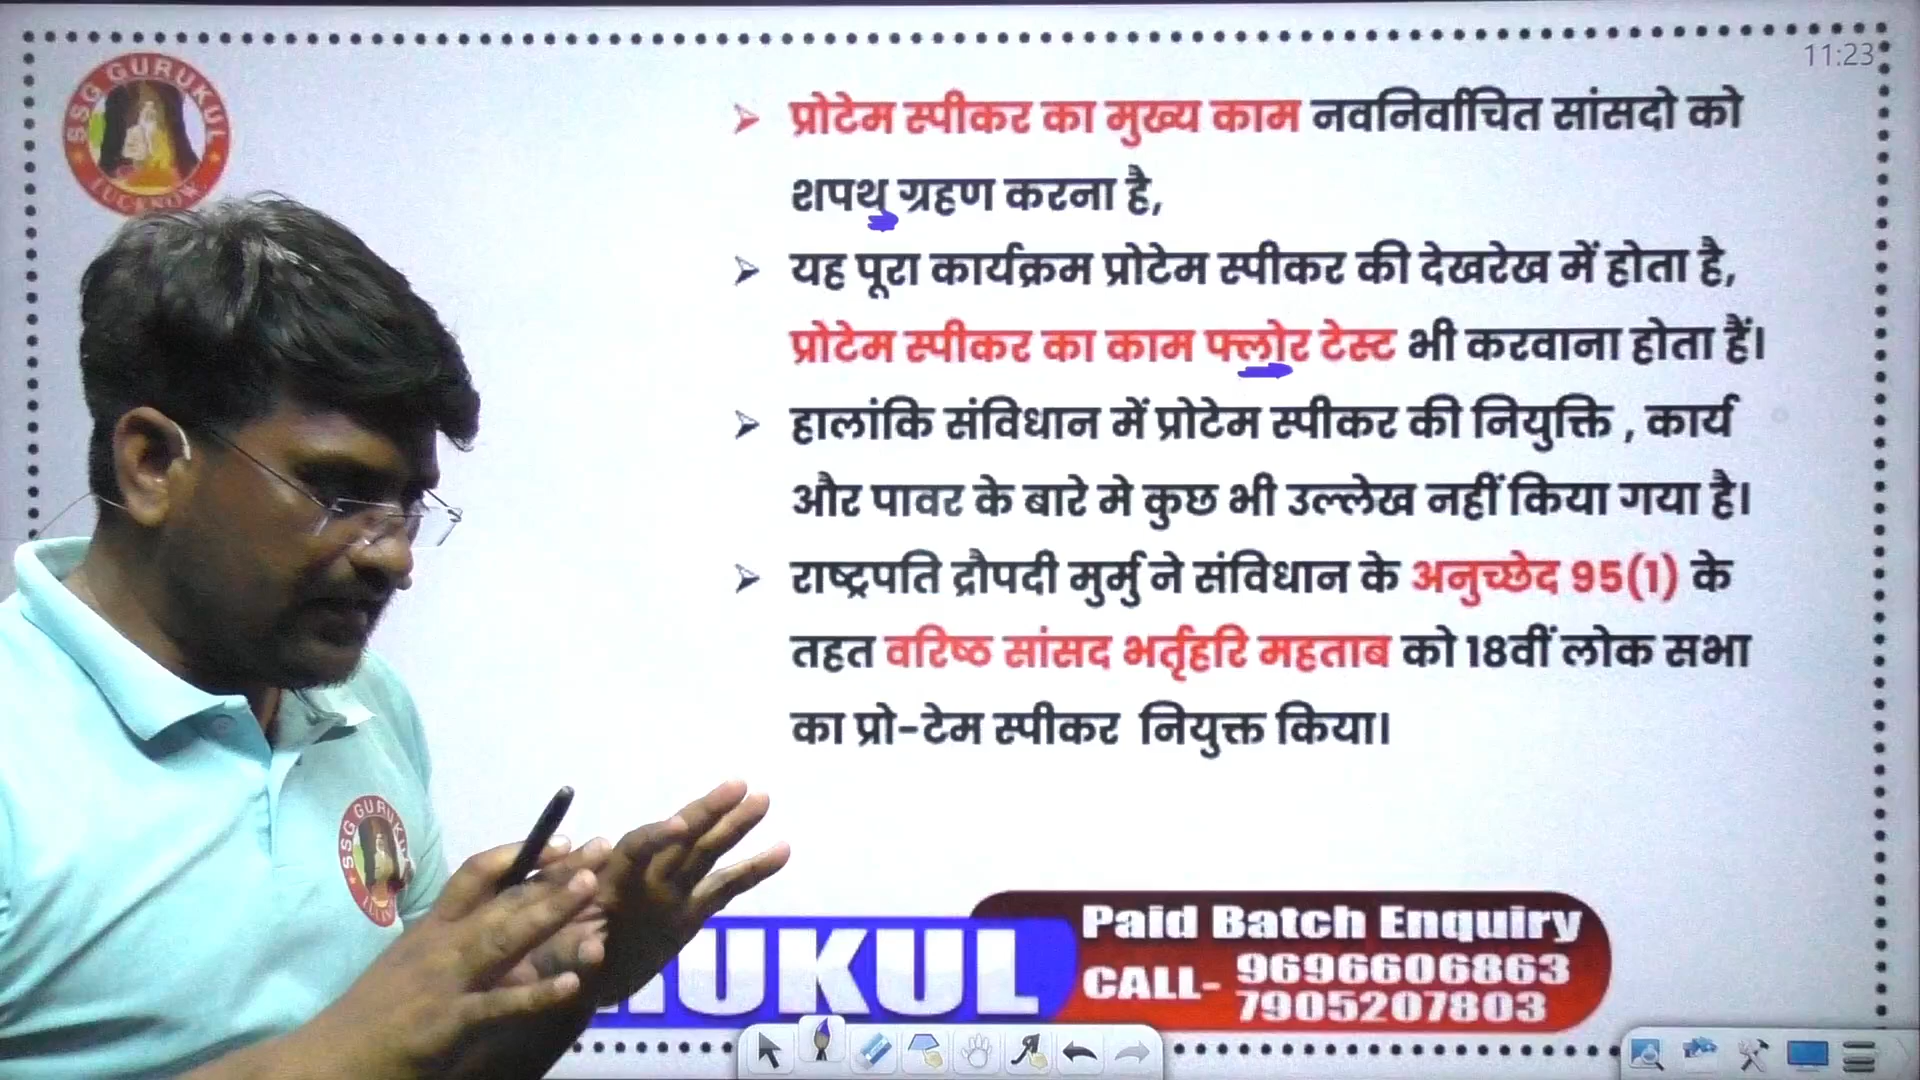 SSG GURUKUL
LUCKNOW
11:23
➤ प्रोटेम स्पीकर का मुख्य काम नवनिर्वाचित सांसदो को
शपथ ग्रहण करना है,
➤ यह पूरा कार्यक्रम प्रोटेम स्पीकर की देखरेख में होता है,
प्रोटेम स्पीकर का काम फ्लोर टेस्ट भी करवाना होता हैं।
➤ हालांकि संविधान में प्रोटेम स्पीकर की नियुक्ति , कार्य
और पावर के बारे मे कुछ भी उल्लेख नहीं किया गया है।
➤ राष्ट्रपति द्रौपदी मुर्मु ने संविधान के अनुच्छेद 95(1) के
तहत वरिष्ठ सांसद भर्तृहरि महताब को 18वीं लोक सभा
का प्रो-टेम स्पीकर नियुक्त किया।
SSG GURUKUL
UKUL
Paid Batch Enquiry
CALL- 9696606863
7905207803